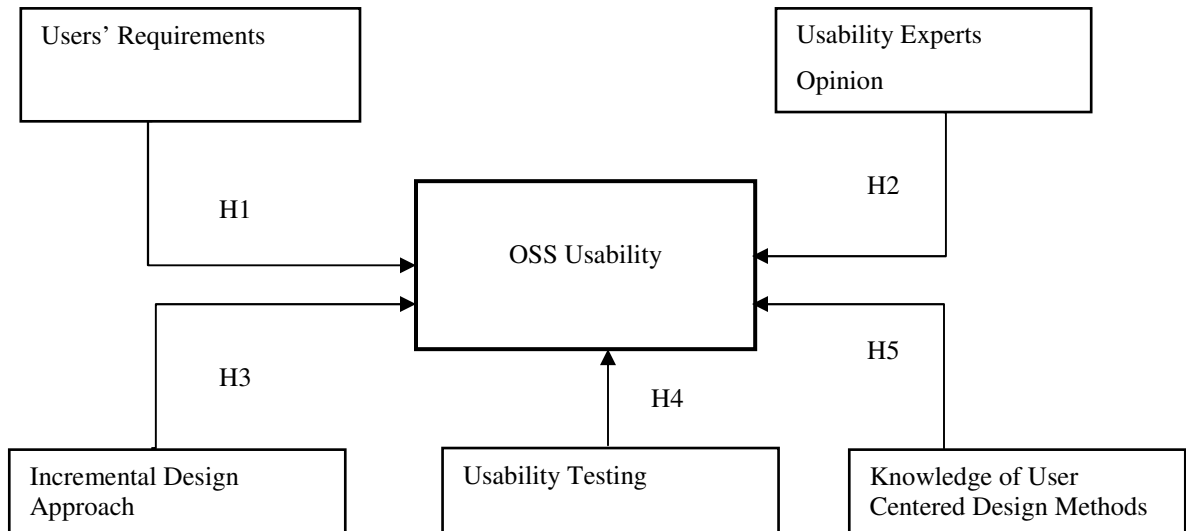 Users’ Requirements
Usability Experts
Opinion
H1
H2
OSS Usability
H3
H4
H5
Incremental Design
Approach
Usability Testing
Knowledge of User
Centered Design Methods